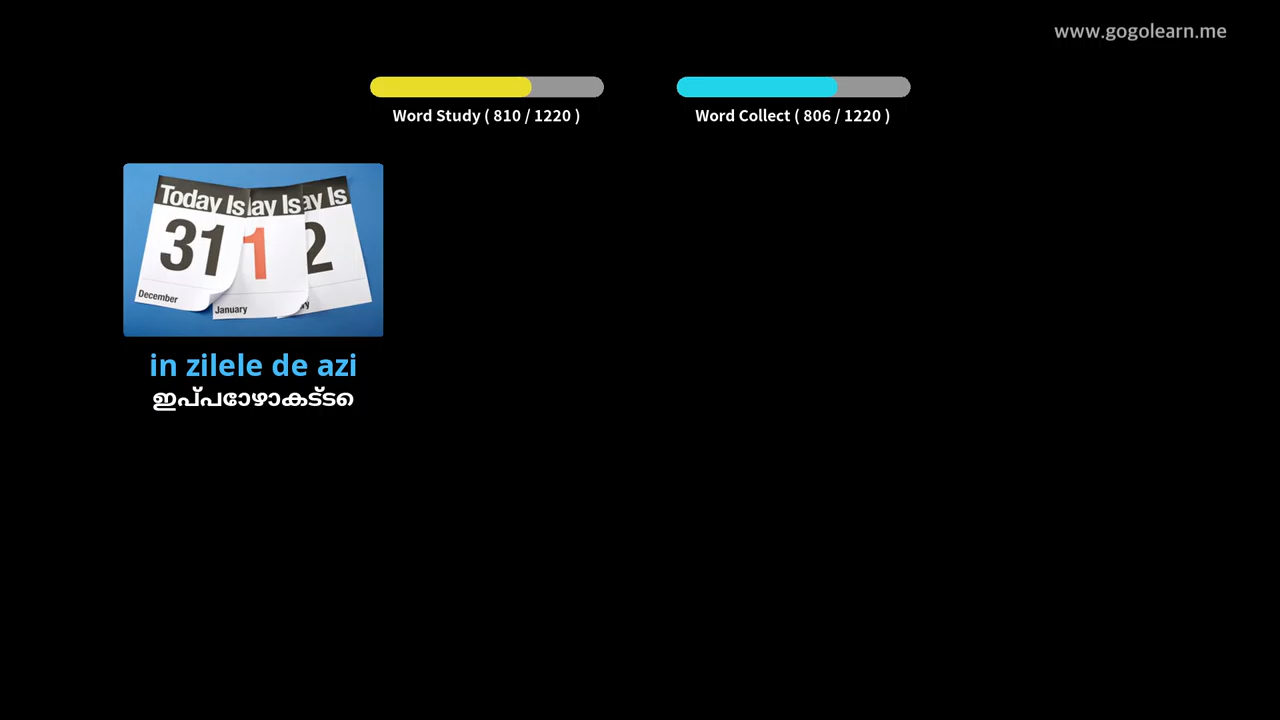 www.gogolearn.me
Word Study ( 810 / 1220 )
Word Collect ( 806 / 1220 )
Today Is
ay Is
ay Is
31
1
2
December
January
in zilele de azi
ഇപ്പോഴാകട്ടെ